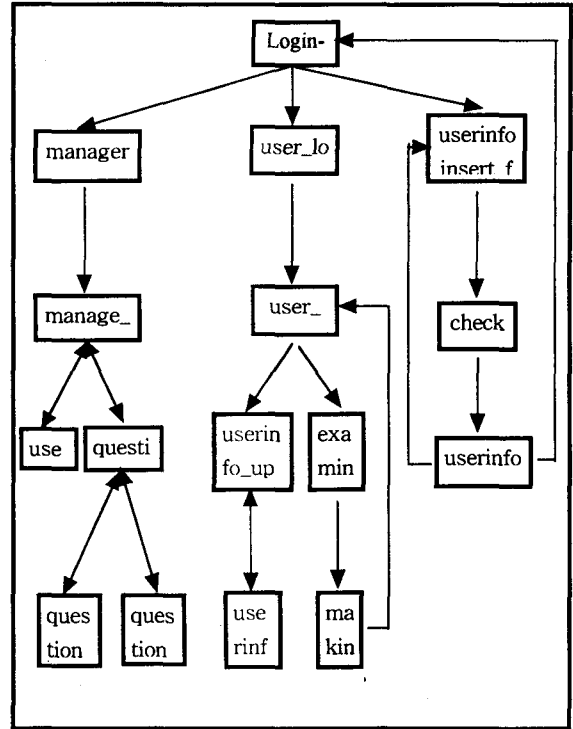 Login-
manager
user_lo
userinfo
insert_f
manage_
user_
check
use
questi
userin
fo_up
exa
min
userinfo
ques
tion
ques
tion
use
rinf
ma
kin